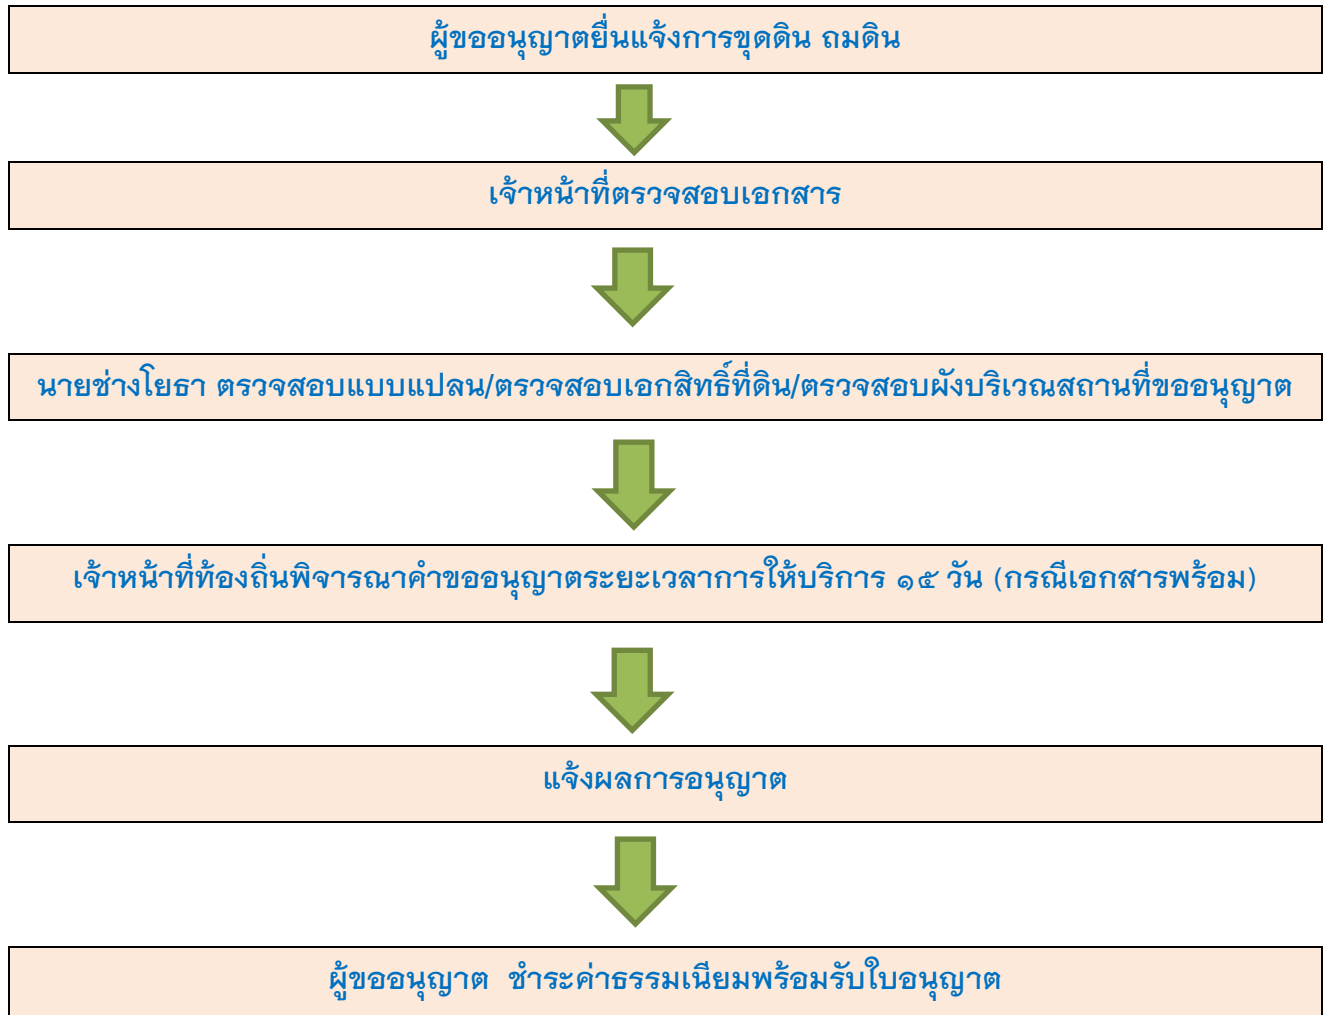 ผู้ขออนุญาตยื่นแจ้งการขุดดิน ถมดิน
เจ้าหน้าที่ตรวจสอบเอกสาร
นายช่างโยธา ตรวจสอบแบบแปลน/ตรวจสอบเอกสิทธิ์ที่ดิน/ตรวจสอบผังบริเวณสถานที่ขออนุญาต
เจ้าหน้าที่ท้องถิ่นพิจารณาคำขออนุญาตระยะเวลาการให้บริการ ๑๕ วัน (กรณีเอกสารพร้อม)
แจ้งผลการอนุญาต
ผู้ขออนุญาต ชำระค่าธรรมเนียมพร้อมรับใบอนุญาต